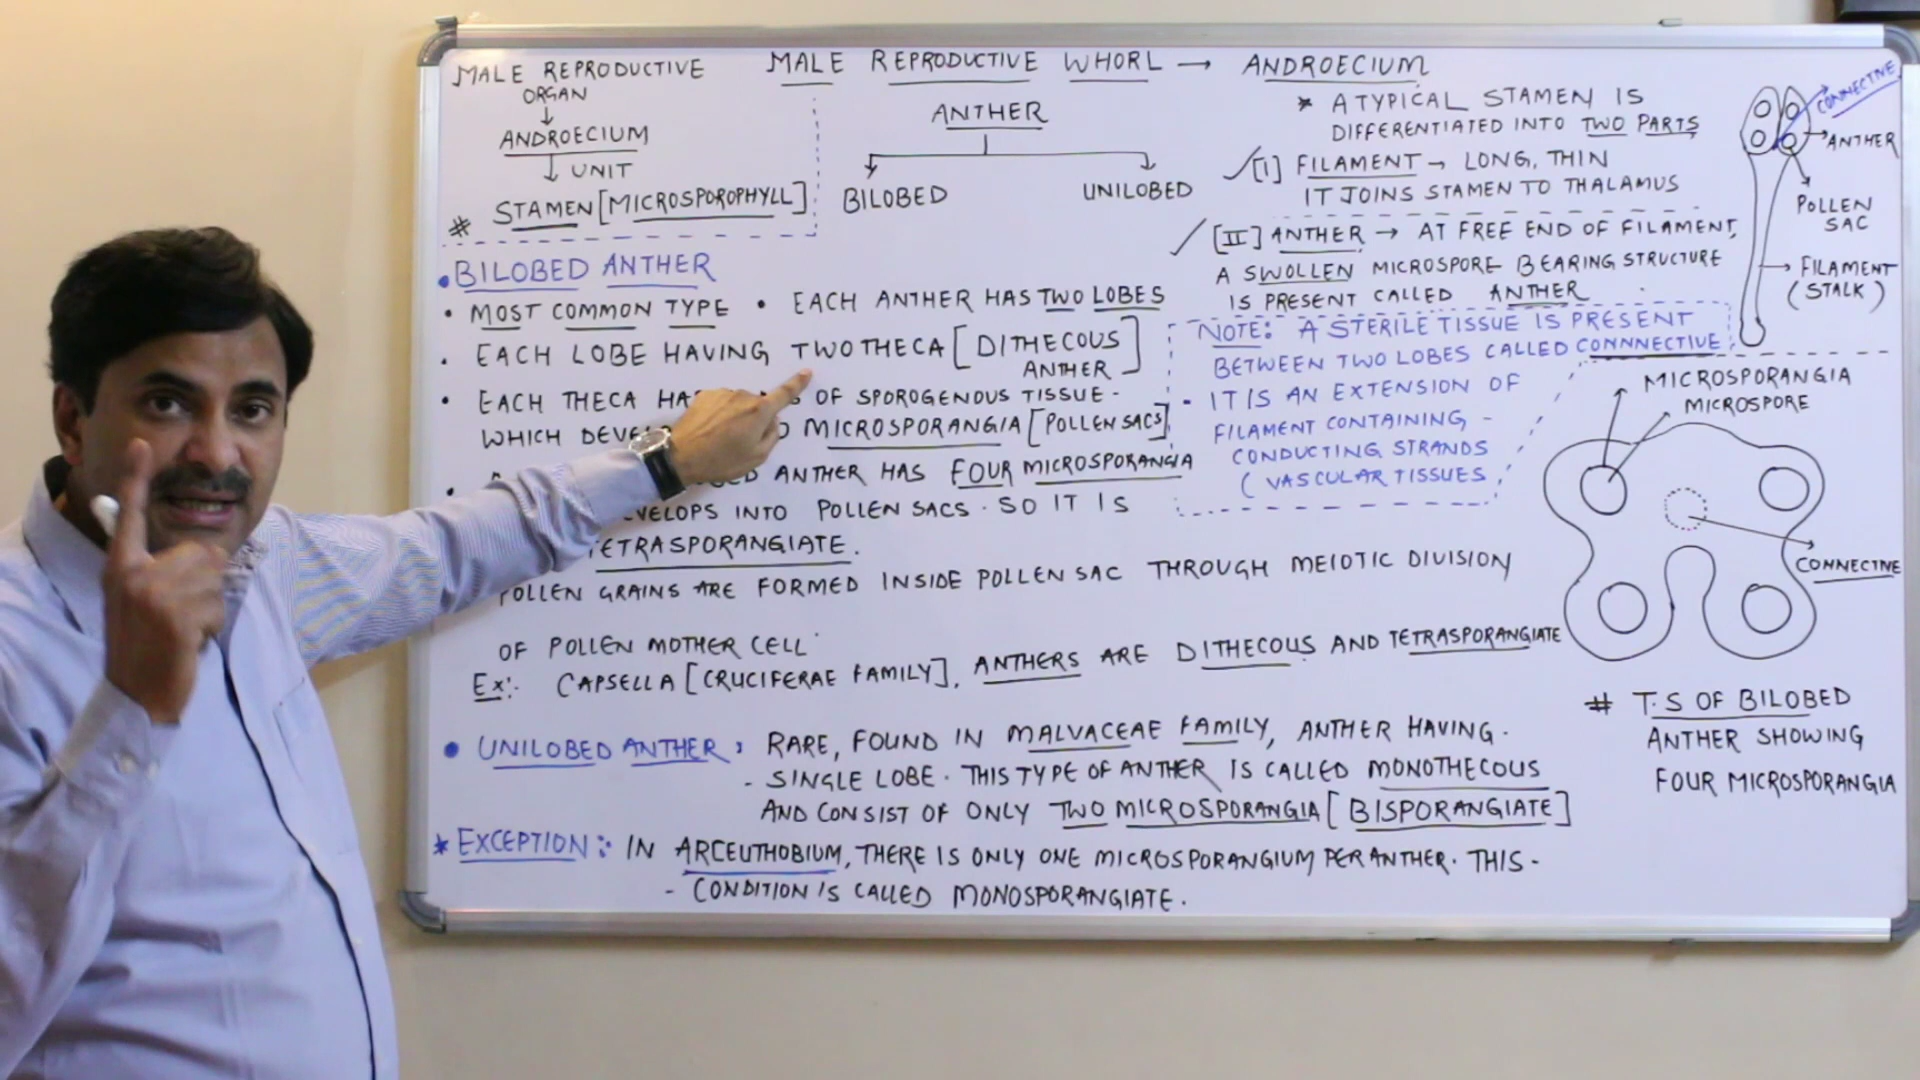 MALE REPRODUCTIVE
ORGAN
ANDROECIUM
UNIT
# STAMEN [MICROSPOROPHYLL]
MALE REPRODUCTIVE WHORL → ANDROECIUM
ANTHER
BILOBED
UNILOBED
* A TYPICAL STAMEN IS
DIFFERENTIATED INTO TWO PARTS
[I] FILAMENT → LONG, THIN
IT JOINS STAMEN TO THALAMUS
[II] ANTHER → AT FREE END OF FILAMENT,
A SWOLLEN MICROSPORE BEARING STRUCTURE
IS PRESENT CALLED ANTHER
CONNECTIVE
ANTHER
POLLEN
SAC
FILAMENT
(STALK)
• BILOBED ANTHER
• MOST COMMON TYPE • EACH ANTHER HAS TWO LOBES
• EACH LOBE HAVING TWO THECA [DITHECOUS
ANTHER]
• EACH THECA HAS OF SPOROGENOUS TISSUE -
WHICH MICROSPORANGIA [POLLEN SACS]
• ANTHER HAS FOUR MICROSPORANGIA
INTO POLLEN SACS. SO IT IS
TETRASPORANGIATE.
POLLEN GRAINS ARE FORMED INSIDE POLLEN SAC THROUGH MEIOTIC DIVISION
OF POLLEN MOTHER CELL.
Ex:- CAPSELLA [CRUCIFERAE FAMILY], ANTHERS ARE DITHECOUS AND TETRASPORANGIATE
NOTE: A STERILE TISSUE IS PRESENT
BETWEEN TWO LOBES CALLED CONNNECTIVE
• IT IS AN EXTENSION OF
FILAMENT CONTAINING -
CONDUCTING STRANDS
(VASCULAR TISSUES
MICROSPORANGIA
MICROSPORE
CONNECTIVE
# T.S OF BILOBED
ANTHER SHOWING
FOUR MICROSPORANGIA
• UNILOBED ANTHER: RARE, FOUND IN MALVACEAE FAMILY, ANTHER HAVING -
- SINGLE LOBE. THIS TYPE OF ANTHER IS CALLED MONOTHECOUS
AND CONSIST OF ONLY TWO MICROSPORANGIA [BISPORANGIATE]
* EXCEPTION: IN ARCEUTHOBIUM, THERE IS ONLY ONE MICROSPORANGIUM PER ANTHER. THIS -
- CONDITION IS CALLED MONOSPORANGIATE.